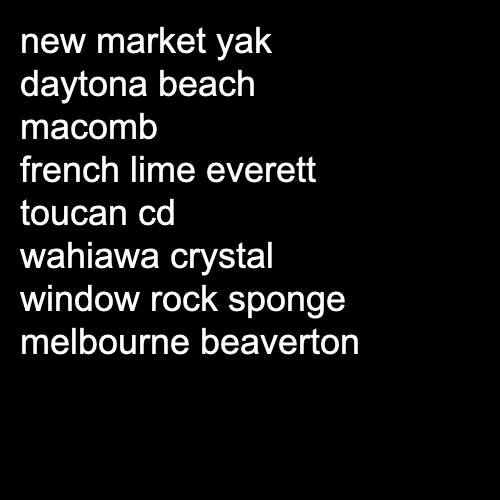 new market yak
daytona beach
macomb
french lime everett
toucan cd
wahiawa crystal
window rock sponge
melbourne beaverton